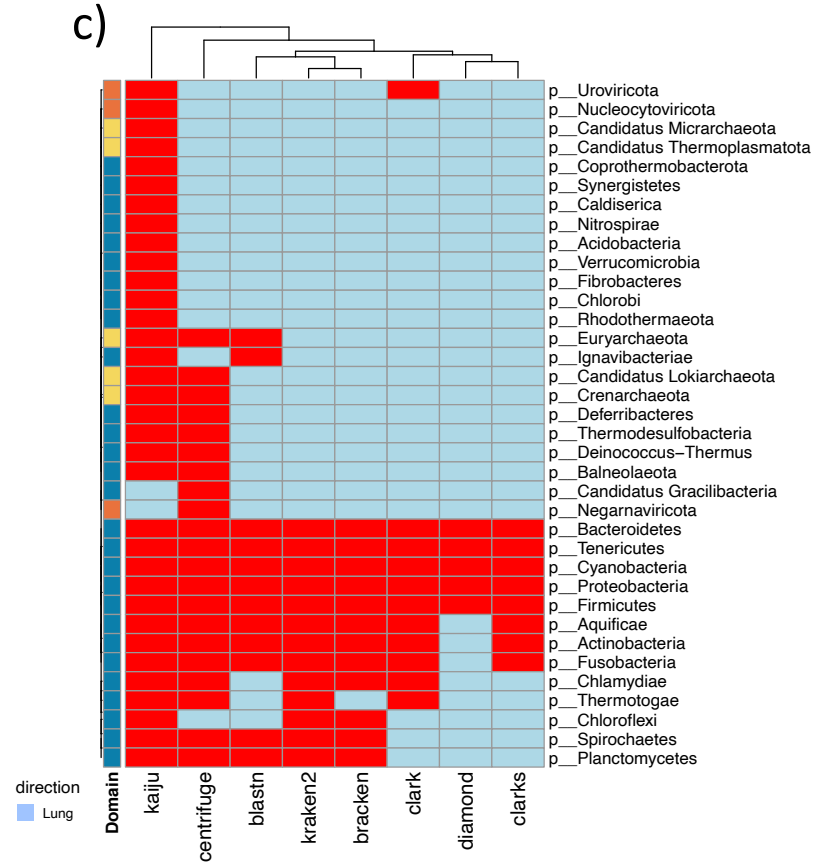 c)
p__Uroviricota
p__Nucleocytoviricota
p__Candidatus Micrarchaeota
p__Candidatus Thermoplasmatota
p__Coprothermobacterota
p__Synergistetes
p__Caldiserica
p__Nitrospirae
p__Acidobacteria
p__Verrucomicrobia
p__Fibrobacteres
p__Chlorobi
p__Rhodothermaeota
p__Euryarchaeota
p__Ignavibacteriae
p__Candidatus Lokiarchaeota
p__Crenarchaeota
p__Deferribacteres
p__Thermodesulfobacteria
p__Deinococcus−Thermus
p__Balneolaeota
p__Candidatus Gracilibacteria
p__Negarnaviricota
p__Bacteroidetes
p__Tenericutes
p__Cyanobacteria
p__Proteobacteria
p__Firmicutes
p__Aquificae
p__Actinobacteria
p__Fusobacteria
p__Chlamydiae
p__Thermotogae
p__Chloroflexi
p__Spirochaetes
p__Planctomycetes
direction
Lung
Domain
kaiju
centrifuge
blastn
kraken2
bracken
clark
diamond
clarks